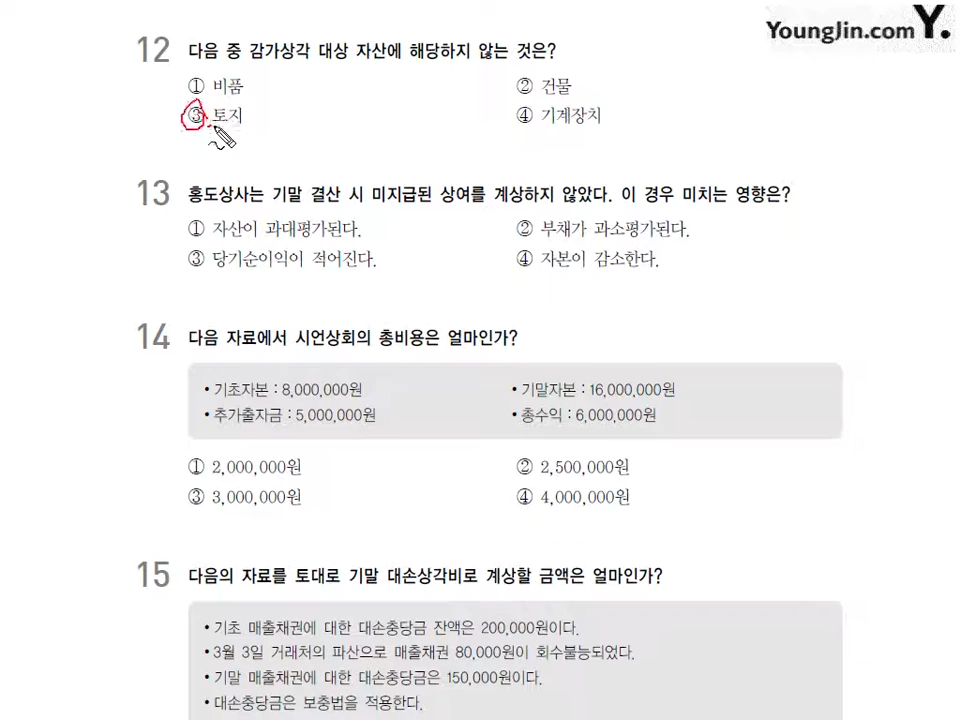 YoungJin.com Y.
12 다음 중 감가상각 대상 자산에 해당하지 않는 것은?
① 비품 ② 건물
③ 토지 ④ 기계장치
13 홍도상사는 기말 결산 시 미지급된 상여를 계상하지 않았다. 이 경우 미치는 영향은?
① 자산이 과대평가된다. ② 부채가 과소평가된다.
③ 당기순이익이 적어진다. ④ 자본이 감소한다.
14 다음 자료에서 시언상회의 총비용은 얼마인가?
• 기초자본 : 8,000,000원 • 기말자본 : 16,000,000원
• 추가출자금 : 5,000,000원 • 총수익 : 6,000,000원
① 2,000,000원 ② 2,500,000원
③ 3,000,000원 ④ 4,000,000원
15 다음의 자료를 토대로 기말 대손상각비로 계상할 금액은 얼마인가?
• 기초 매출채권에 대한 대손충당금 잔액은 200,000원이다.
• 3월 3일 거래처의 파산으로 매출채권 80,000원이 회수불능되었다.
• 기말 매출채권에 대한 대손충당금은 150,000원이다.
• 대손충당금은 보충법을 적용한다.